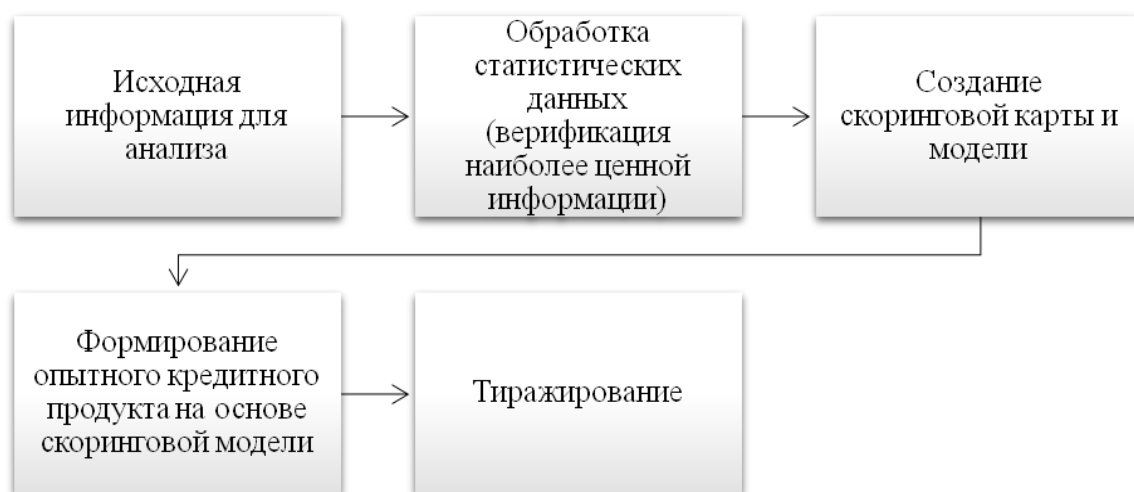 Исходная
информация для
анализа
Обработка
статистических
данных
(верификация
наиболее ценной
информации)
Создание
скоринговой карты и
модели
Формирование
опытного кредитного
продукта на основе
скоринговой модели
Тиражирование